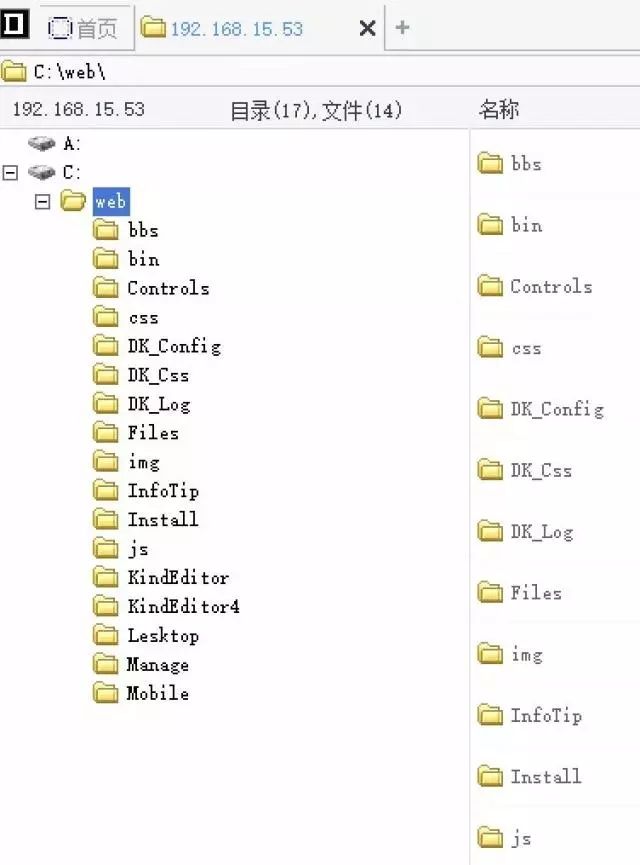 首页 192.168.15.53
C:\web\
192.168.15.53 目录(17),文件(14) 名称
A:
C:
web
bbs
bin
Controls
css
DK_Config
DK_Css
DK_Log
Files
img
InfoTip
Install
js
KindEditor
KindEditor4
Lesktop
Manage
Mobile
bbs
bin
Controls
css
DK_Config
DK_Css
DK_Log
Files
img
InfoTip
Install
js